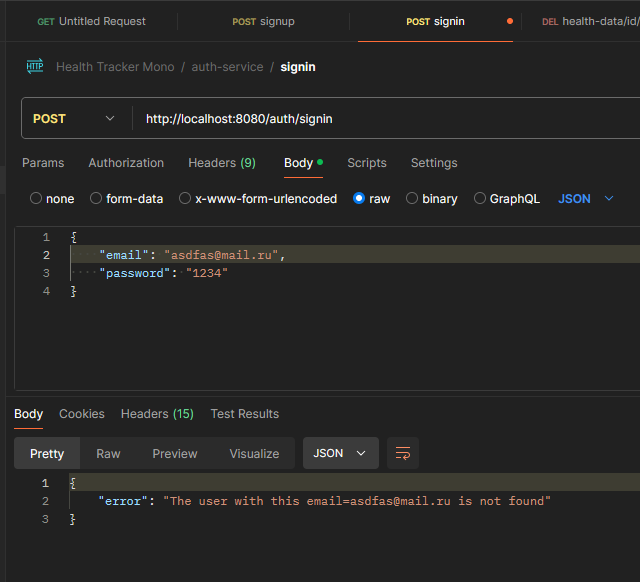 GET Untitled Request POST signup POST signin DEL health-data/id/
HTTP Health Tracker Mono / auth-service / signin
POST http://localhost:8080/auth/signin
Params Authorization Headers (9) Body Scripts Settings
none form-data x-www-form-urlencoded raw binary GraphQL JSON
1 {
2 "email": "asdfas@mail.ru",
3 "password": "1234"
4 }
Body Cookies Headers (15) Test Results
Pretty Raw Preview Visualize JSON
1 {
2 "error": "The user with this email=asdfas@mail.ru is not found"
3 }